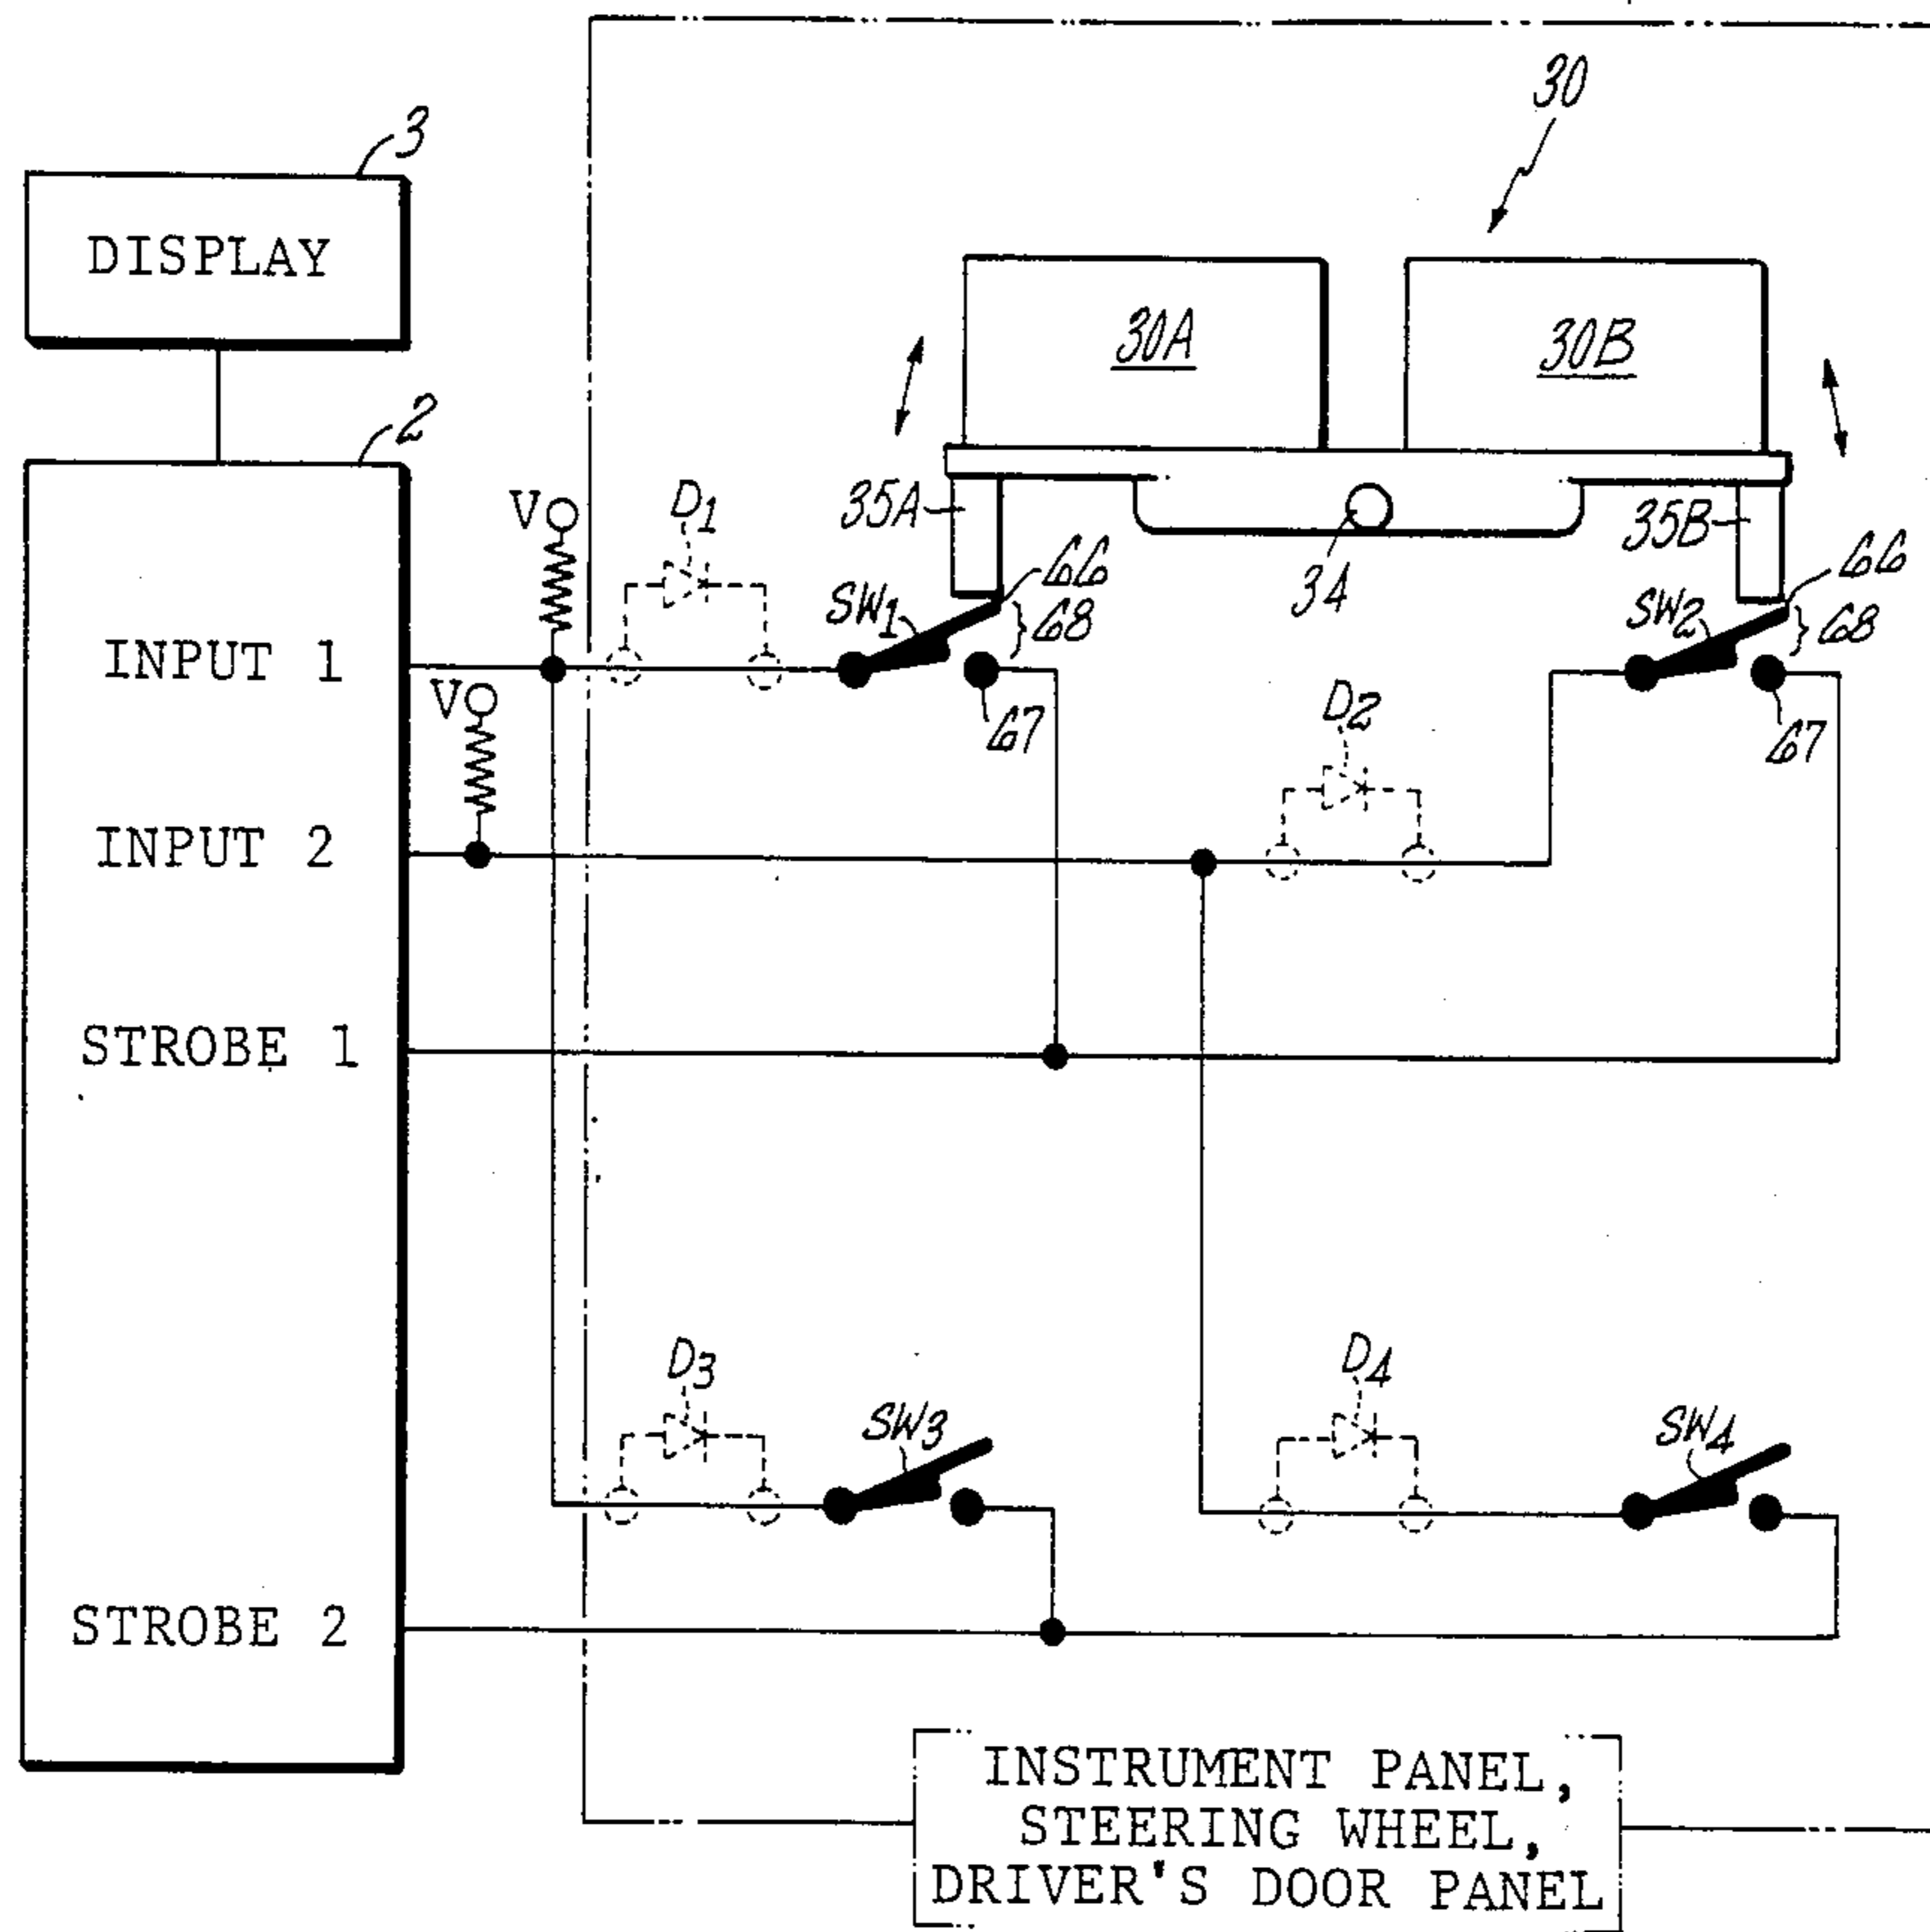 30
3
DISPLAY
30A
30B
2
V
D1
35A
34
35B
66
66
SW1
68
SW2
68
INPUT 1
V
D2
67
67
INPUT 2
STROBE 1
D3
D4
SW3
SW4
STROBE 2
INSTRUMENT PANEL,
STEERING WHEEL,
DRIVER'S DOOR PANEL